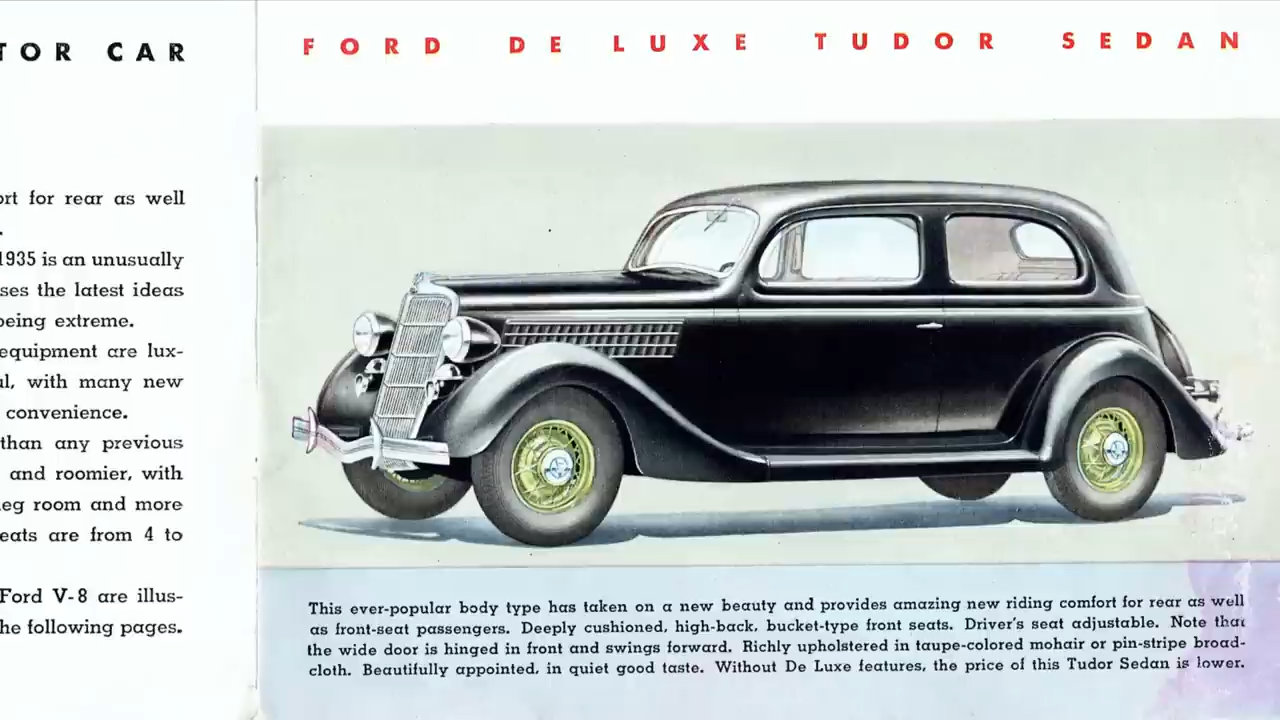 TOR CAR
ort for rear as well
.
1935 is an unusually
ses the latest ideas
being extreme.
equipment are lux-
al, with many new
convenience.
than any previous
and roomier, with
leg room and more
eats are from 4 to
Ford V-8 are illus-
he following pages.
FORD DE LUXE TUDOR SEDAN
This ever-popular body type has taken on a new beauty and provides amazing new riding comfort for rear as well
as front-seat passengers. Deeply cushioned, high-back, bucket-type front seats. Driver's seat adjustable. Note that
the wide door is hinged in front and swings forward. Richly upholstered in taupe-colored mohair or pin-stripe broad-
cloth. Beautifully appointed, in quiet good taste. Without De Luxe features, the price of this Tudor Sedan is lower.